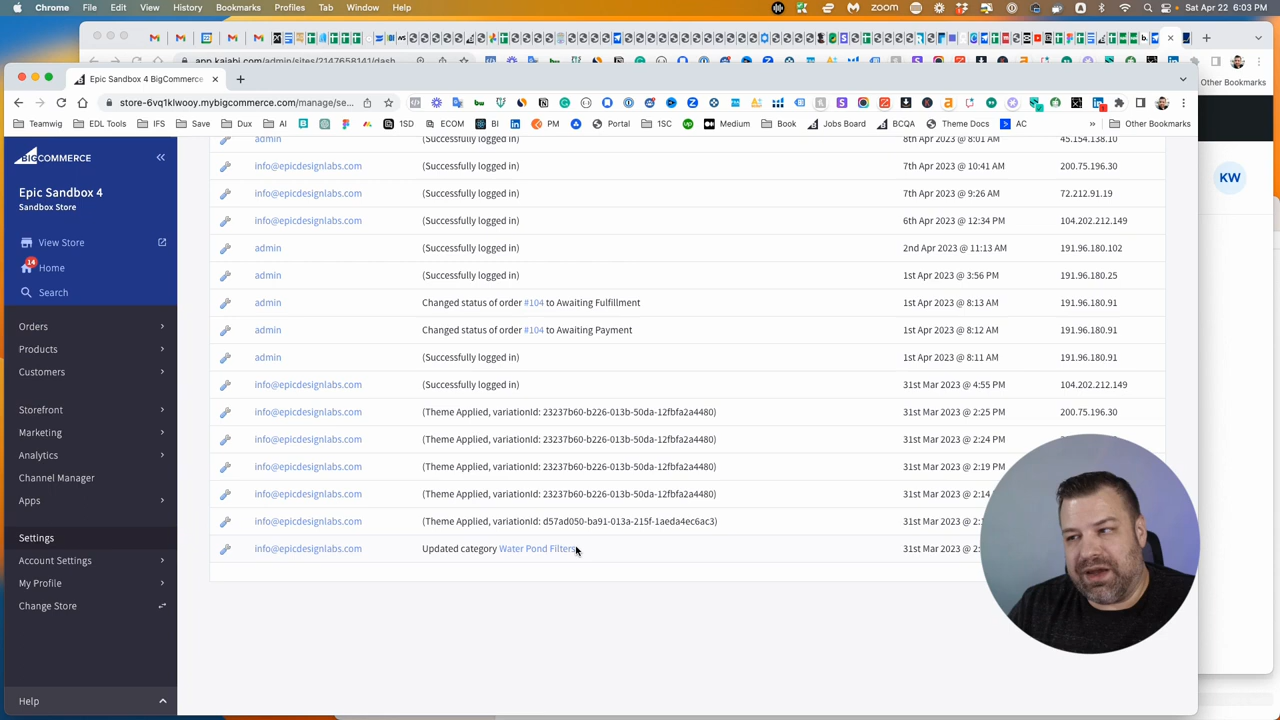 Chrome File Edit View History Bookmarks Profiles Tab Window Help zoom Sat Apr 22 6:03 PM
app.kajabi.com/admin/sites/2147658141/dash
Epic Sandbox 4 BigCommerce
Other Bookmarks
store-6vq1klwooy.mybigcommerce.com/manage/se...
Teamwig EDL Tools IFS Save Dux AI 1SD ECOM BI PM Portal 1SC Medium Book Jobs Board BCQA Theme Docs AC » Other Bookmarks
BIGCOMMERCE «
Epic Sandbox 4
Sandbox Store
View Store
14
Home
Search
Orders
Products
Customers
Storefront
Marketing
Analytics
Channel Manager
Apps
Settings
Account Settings
My Profile
Change Store
Help
(Successfully logged in) 8th Apr 2023 @ 8:01 AM 45.154.138.10
info@epicdesignlabs.com (Successfully logged in) 7th Apr 2023 @ 10:41 AM 200.75.196.30
info@epicdesignlabs.com (Successfully logged in) 7th Apr 2023 @ 9:26 AM 72.212.91.19
info@epicdesignlabs.com (Successfully logged in) 6th Apr 2023 @ 12:34 PM 104.202.212.149
admin (Successfully logged in) 2nd Apr 2023 @ 11:13 AM 191.96.180.102
admin (Successfully logged in) 1st Apr 2023 @ 3:56 PM 191.96.180.25
admin Changed status of order #104 to Awaiting Fulfillment 1st Apr 2023 @ 8:13 AM 191.96.180.91
admin Changed status of order #104 to Awaiting Payment 1st Apr 2023 @ 8:12 AM 191.96.180.91
admin (Successfully logged in) 1st Apr 2023 @ 8:11 AM 191.96.180.91
info@epicdesignlabs.com (Successfully logged in) 31st Mar 2023 @ 4:55 PM 104.202.212.149
info@epicdesignlabs.com (Theme Applied, variationId: 23237b60-b226-013b-50da-12fbfa2a4480) 31st Mar 2023 @ 2:25 PM 200.75.196.30
info@epicdesignlabs.com (Theme Applied, variationId: 23237b60-b226-013b-50da-12fbfa2a4480) 31st Mar 2023 @ 2:24 PM
info@epicdesignlabs.com (Theme Applied, variationId: 23237b60-b226-013b-50da-12fbfa2a4480) 31st Mar 2023 @ 2:19 PM
info@epicdesignlabs.com (Theme Applied, variationId: 23237b60-b226-013b-50da-12fbfa2a4480) 31st Mar 2023 @ 2:14
info@epicdesignlabs.com (Theme Applied, variationId: d57ad050-ba91-013a-215f-1aeda4ec6ac3) 31st Mar 2023 @ 2:
info@epicdesignlabs.com Updated category Water Pond Filters 31st Mar 2023 @ 2:
KW